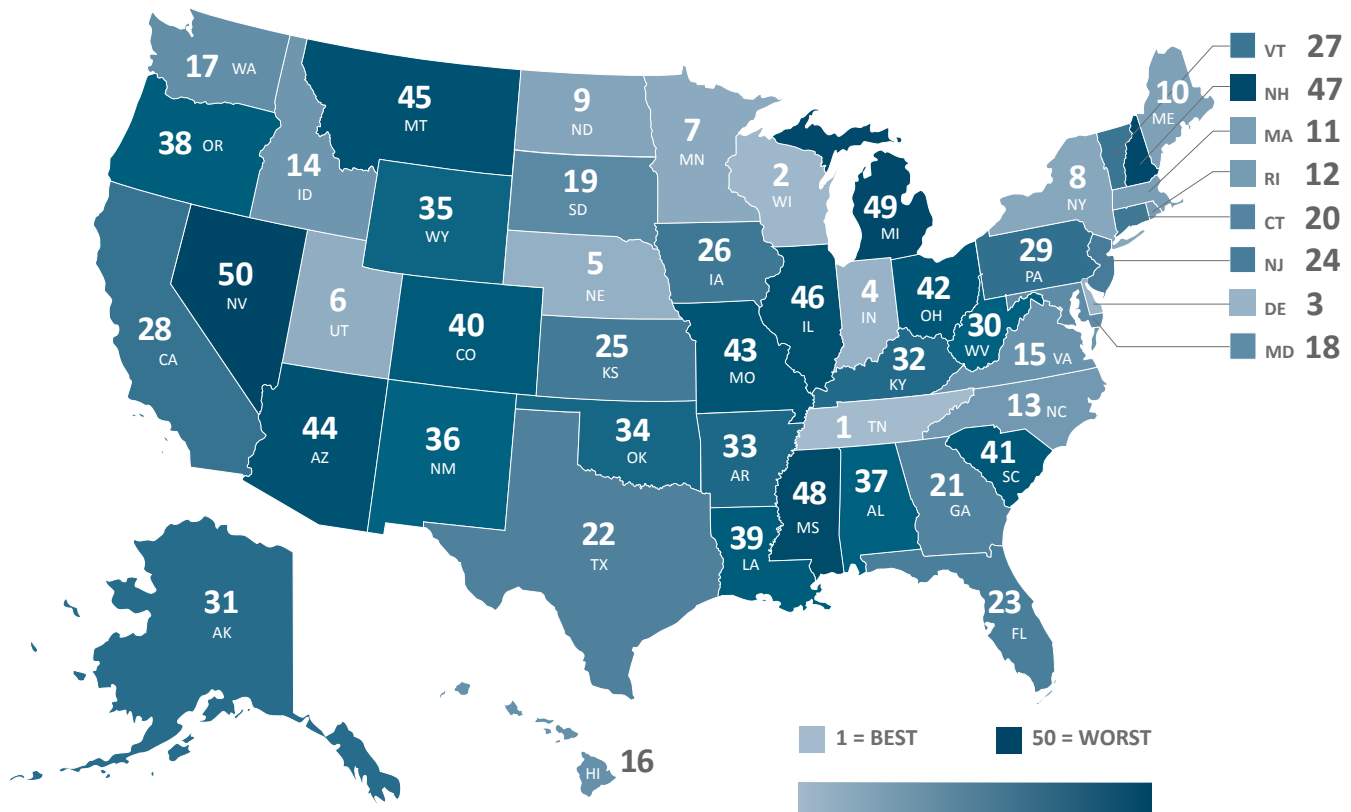 17 WA
45
MT
9
ND
7
MN
10
ME
VT 27
NH 47
MA 11
RI 12
CT 20
NJ 24
DE 3
MD 18
38 OR
14
ID
35
WY
19
SD
2
WI
49
MI
8
NY
50
NV
6
UT
5
NE
26
IA
29
PA
28
CA
40
CO
25
KS
46
IL
4
IN
42
OH
30
WV
43
MO
32
KY
15 VA
44
AZ
36
NM
34
OK
33
AR
1 TN
13 NC
41
SC
22
TX
39
LA
48
MS
37
AL
21
GA
23
FL
31
AK
HI 16
1 = BEST
50 = WORST